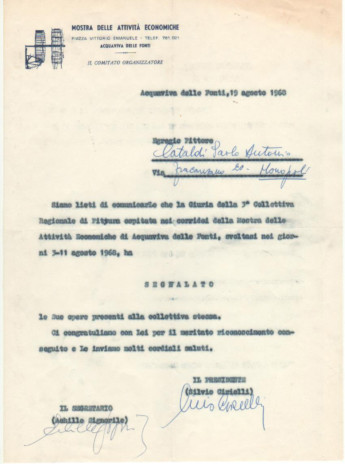 MOSTRA DELLE ATTIVITÀ ECONOMICHE
PIAZZA VITTORIO EMANUELE - TELEF.
ACQUAVIVA DELLE FONTI
IL COMITATO ORGANIZZATORE
Acquaviva delle Fonti, 19 agosto 1960
Egregio Pittore
Cataldi Paolo Antonio
Via
Siamo lieti di comunicarLe che la Giuria della 3ª Collettiva
Regionale di Pittura ospitata nei corridoi della Mostra delle
Attività Economiche di Acquaviva delle Fonti, svoltasi nei gior-
ni 3-11 agosto 1960, ha
SEGNALATO
le Sue opere presenti alla collettiva stessa.
Ci congratuliamo con Lei per il meritato riconoscimento con-
seguito e Le inviamo molti cordiali saluti.
IL PRESIDENTE
(Silvio Cirielli)
IL SEGRETARIO
(Achille Signorile)